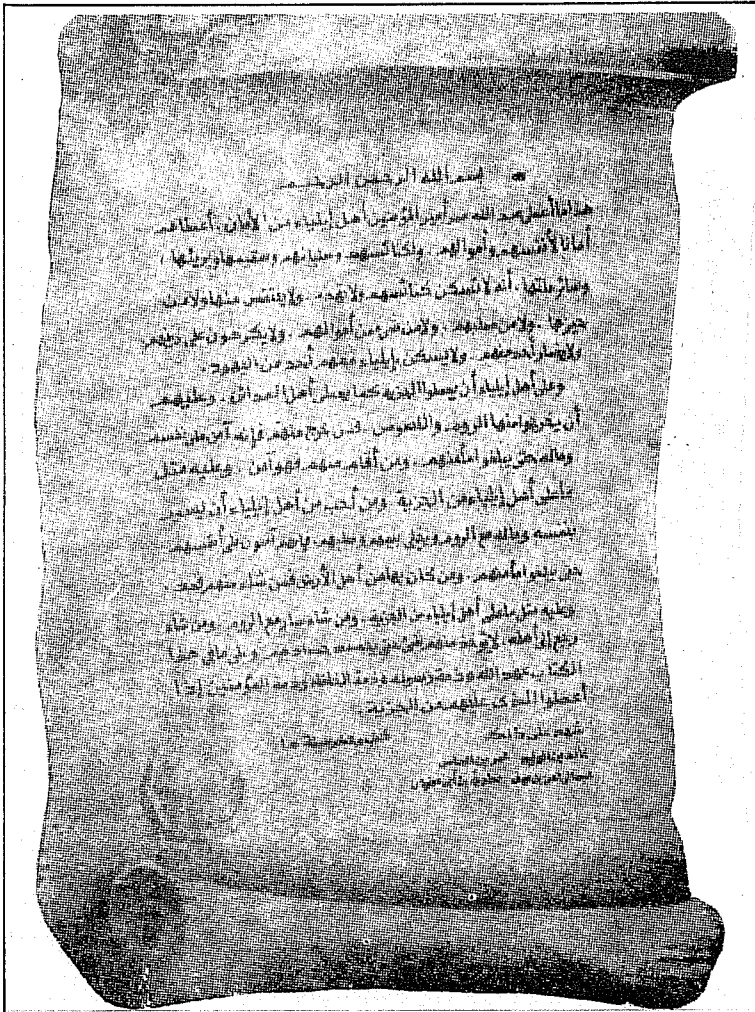 بسم الله الرحمن الرحيم
هذا ما أعطى عبد الله عمر أمير المؤمنين أهل إيلياء من الأمان. أعطاهم
أمانا لأنفسهم وأموالهم. ولكنائسهم وصلبانهم وسقيمها وبريئها
وسائر ملتها. أنه لا تسكن كنائسهم ولا تهدم. ولا ينتقص منها ولا من
حيزها. ولا من صليبهم. ولا من شيء من أموالهم. ولا يكرهون على دينهم
ولا يضار أحد منهم. ولا يسكن بإيلياء معهم أحد من اليهود.
وعلى أهل إيلياء أن يعطوا الجزية كما يعطي أهل المدائن. وعليهم
أن يخرجوا منها الروم واللصوص. فمن خرج منهم فإنه آمن على نفسه
وماله حتى يبلغوا مأمنهم. ومن أقام منهم فهو آمن. وعليه مثل
ما على أهل إيلياء من الجزية. ومن أحب من أهل إيلياء أن يسير
بنفسه وماله مع الروم ويخلي بيعهم وصلبهم فإنهم آمنون على أنفسهم
حتى يبلغوا مأمنهم. ومن كان بها من أهل الأرض فمن شاء منهم قعد.
وعليه مثل ما على أهل إيلياء من الجزية. ومن شاء سار مع الروم. ومن شاء
رجع إلى أهله. لا يؤخذ منهم شيء حتى يحصد حصادهم. وعلى ما في هذا
الكتاب عهد الله وذمة رسوله وذمة الخلفاء وذمة المؤمنين إذا
أعطوا الذي عليهم من الجزية.
شهد على ذلك
خالد بن الوليد عمرو بن العاص
عبد الرحمن بن عوف معاوية بن أبي سفيان